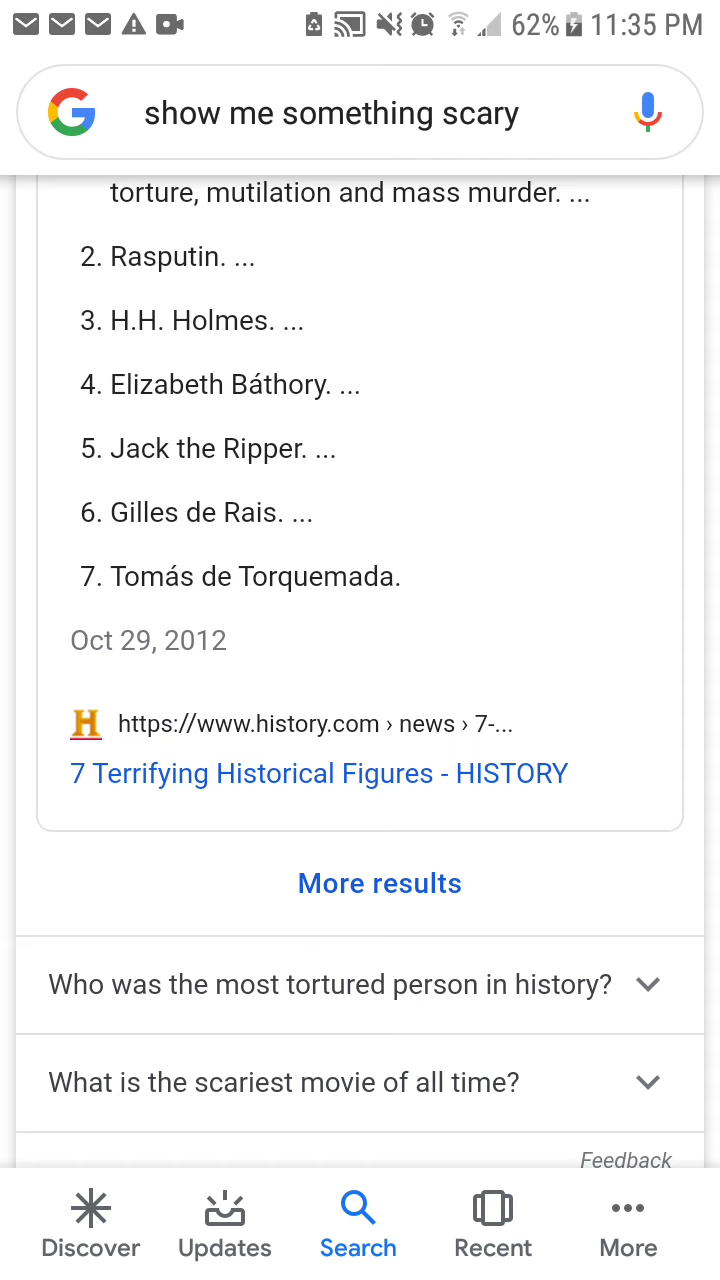 62% 11:35 PM
show me something scary
torture, mutilation and mass murder. ...
2. Rasputin. ...
3. H.H. Holmes. ...
4. Elizabeth Báthory. ...
5. Jack the Ripper. ...
6. Gilles de Rais. ...
7. Tomás de Torquemada.
Oct 29, 2012
H https://www.history.com › news › 7-...
7 Terrifying Historical Figures - HISTORY
More results
Who was the most tortured person in history?
What is the scariest movie of all time?
Feedback
Discover Updates Search Recent More